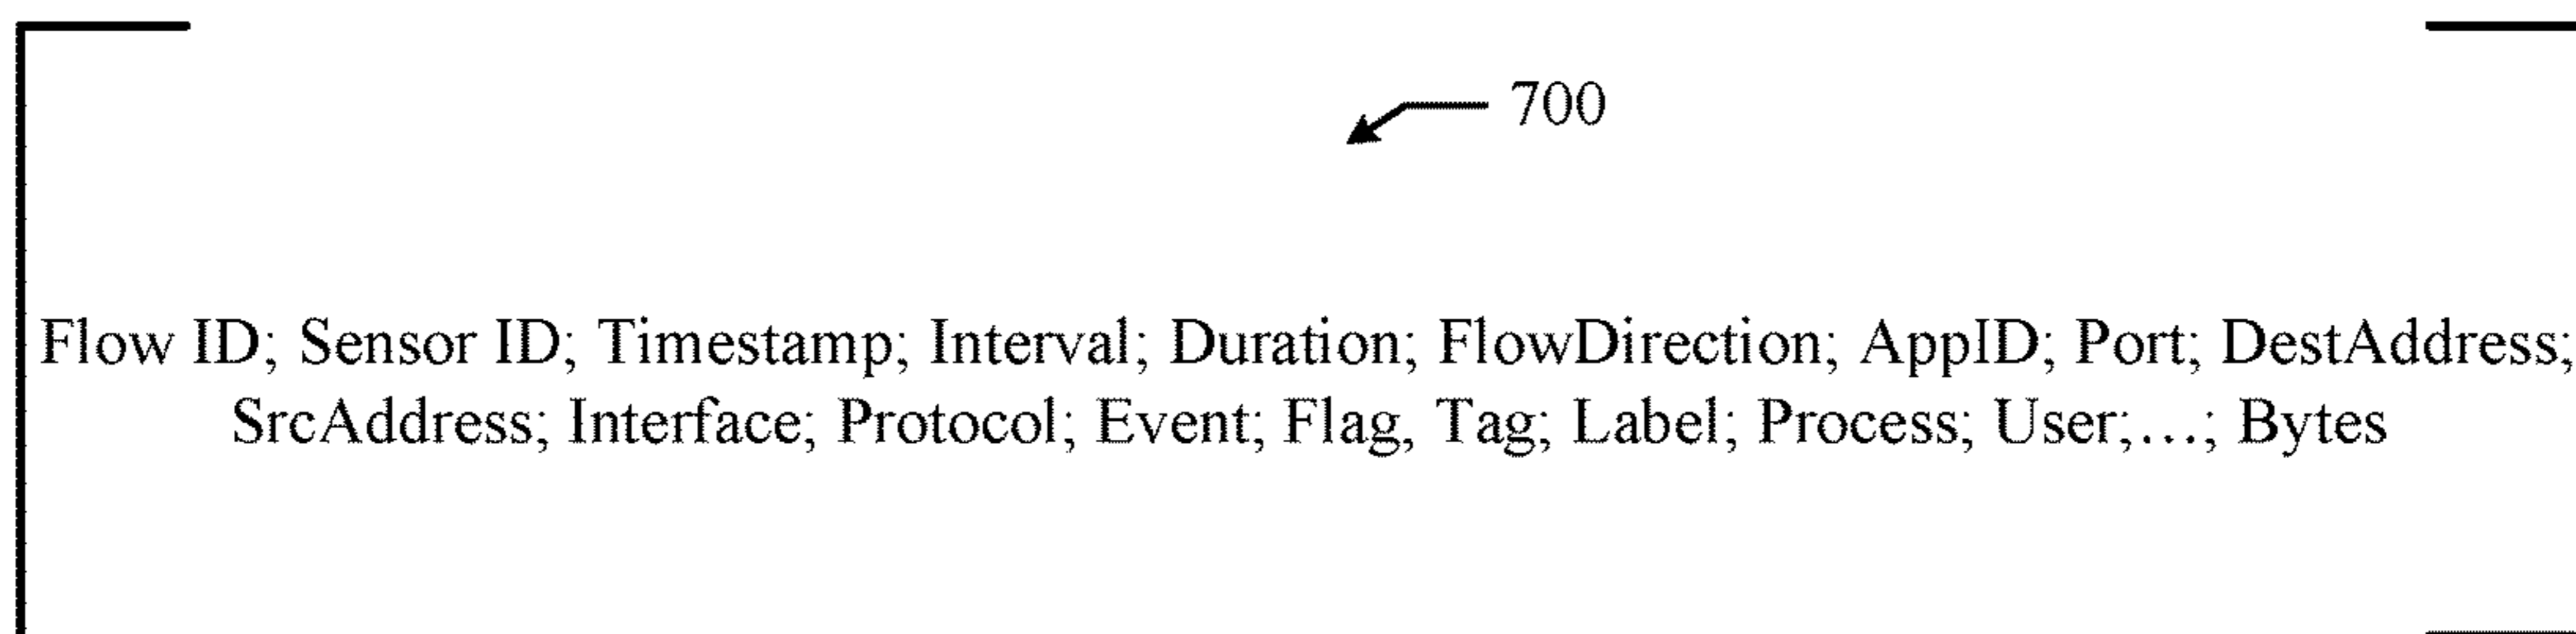 700
Flow ID; Sensor ID; Timestamp; Interval; Duration; FlowDirection; AppID; Port; DestAddress;
SrcAddress; Interface; Protocol; Event; Flag, Tag; Label; Process; User;...; Bytes